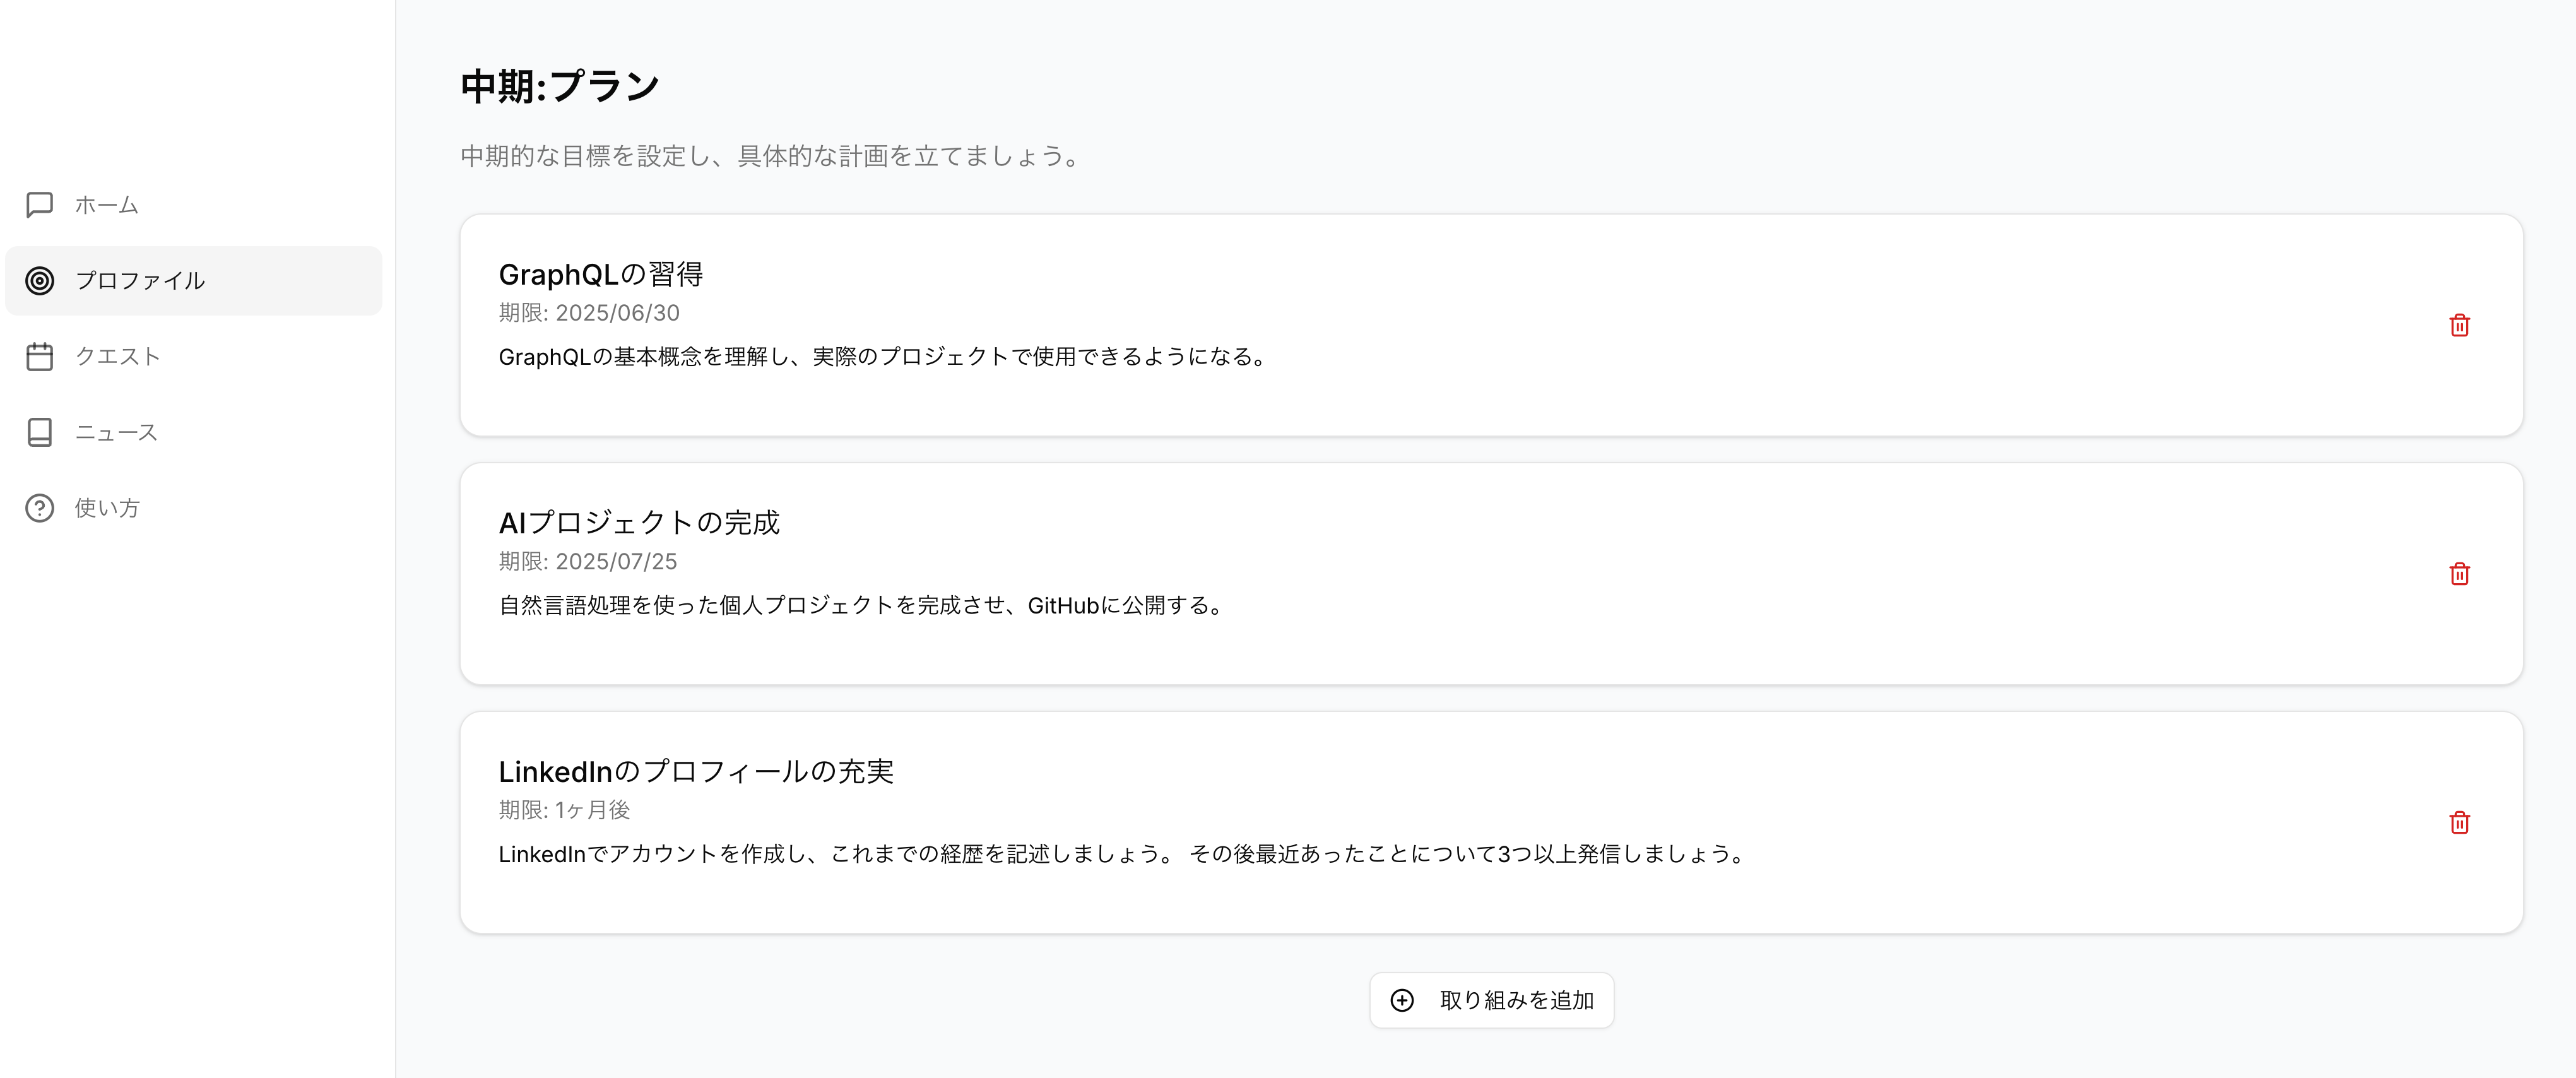 ホーム
プロファイル
クエスト
ニュース
使い方
中期:プラン
中期的な目標を設定し、具体的な計画を立てましょう。
GraphQLの習得
期限: 2025/06/30
GraphQLの基本概念を理解し、実際のプロジェクトで使用できるようになる。
AIプロジェクトの完成
期限: 2025/07/25
自然言語処理を使った個人プロジェクトを完成させ、GitHubに公開する。
LinkedInのプロフィールの充実
期限: 1ヶ月後
LinkedInでアカウントを作成し、これまでの経歴を記述しましょう。 その後最近あったことについて3つ以上発信しましょう。
取り組みを追加